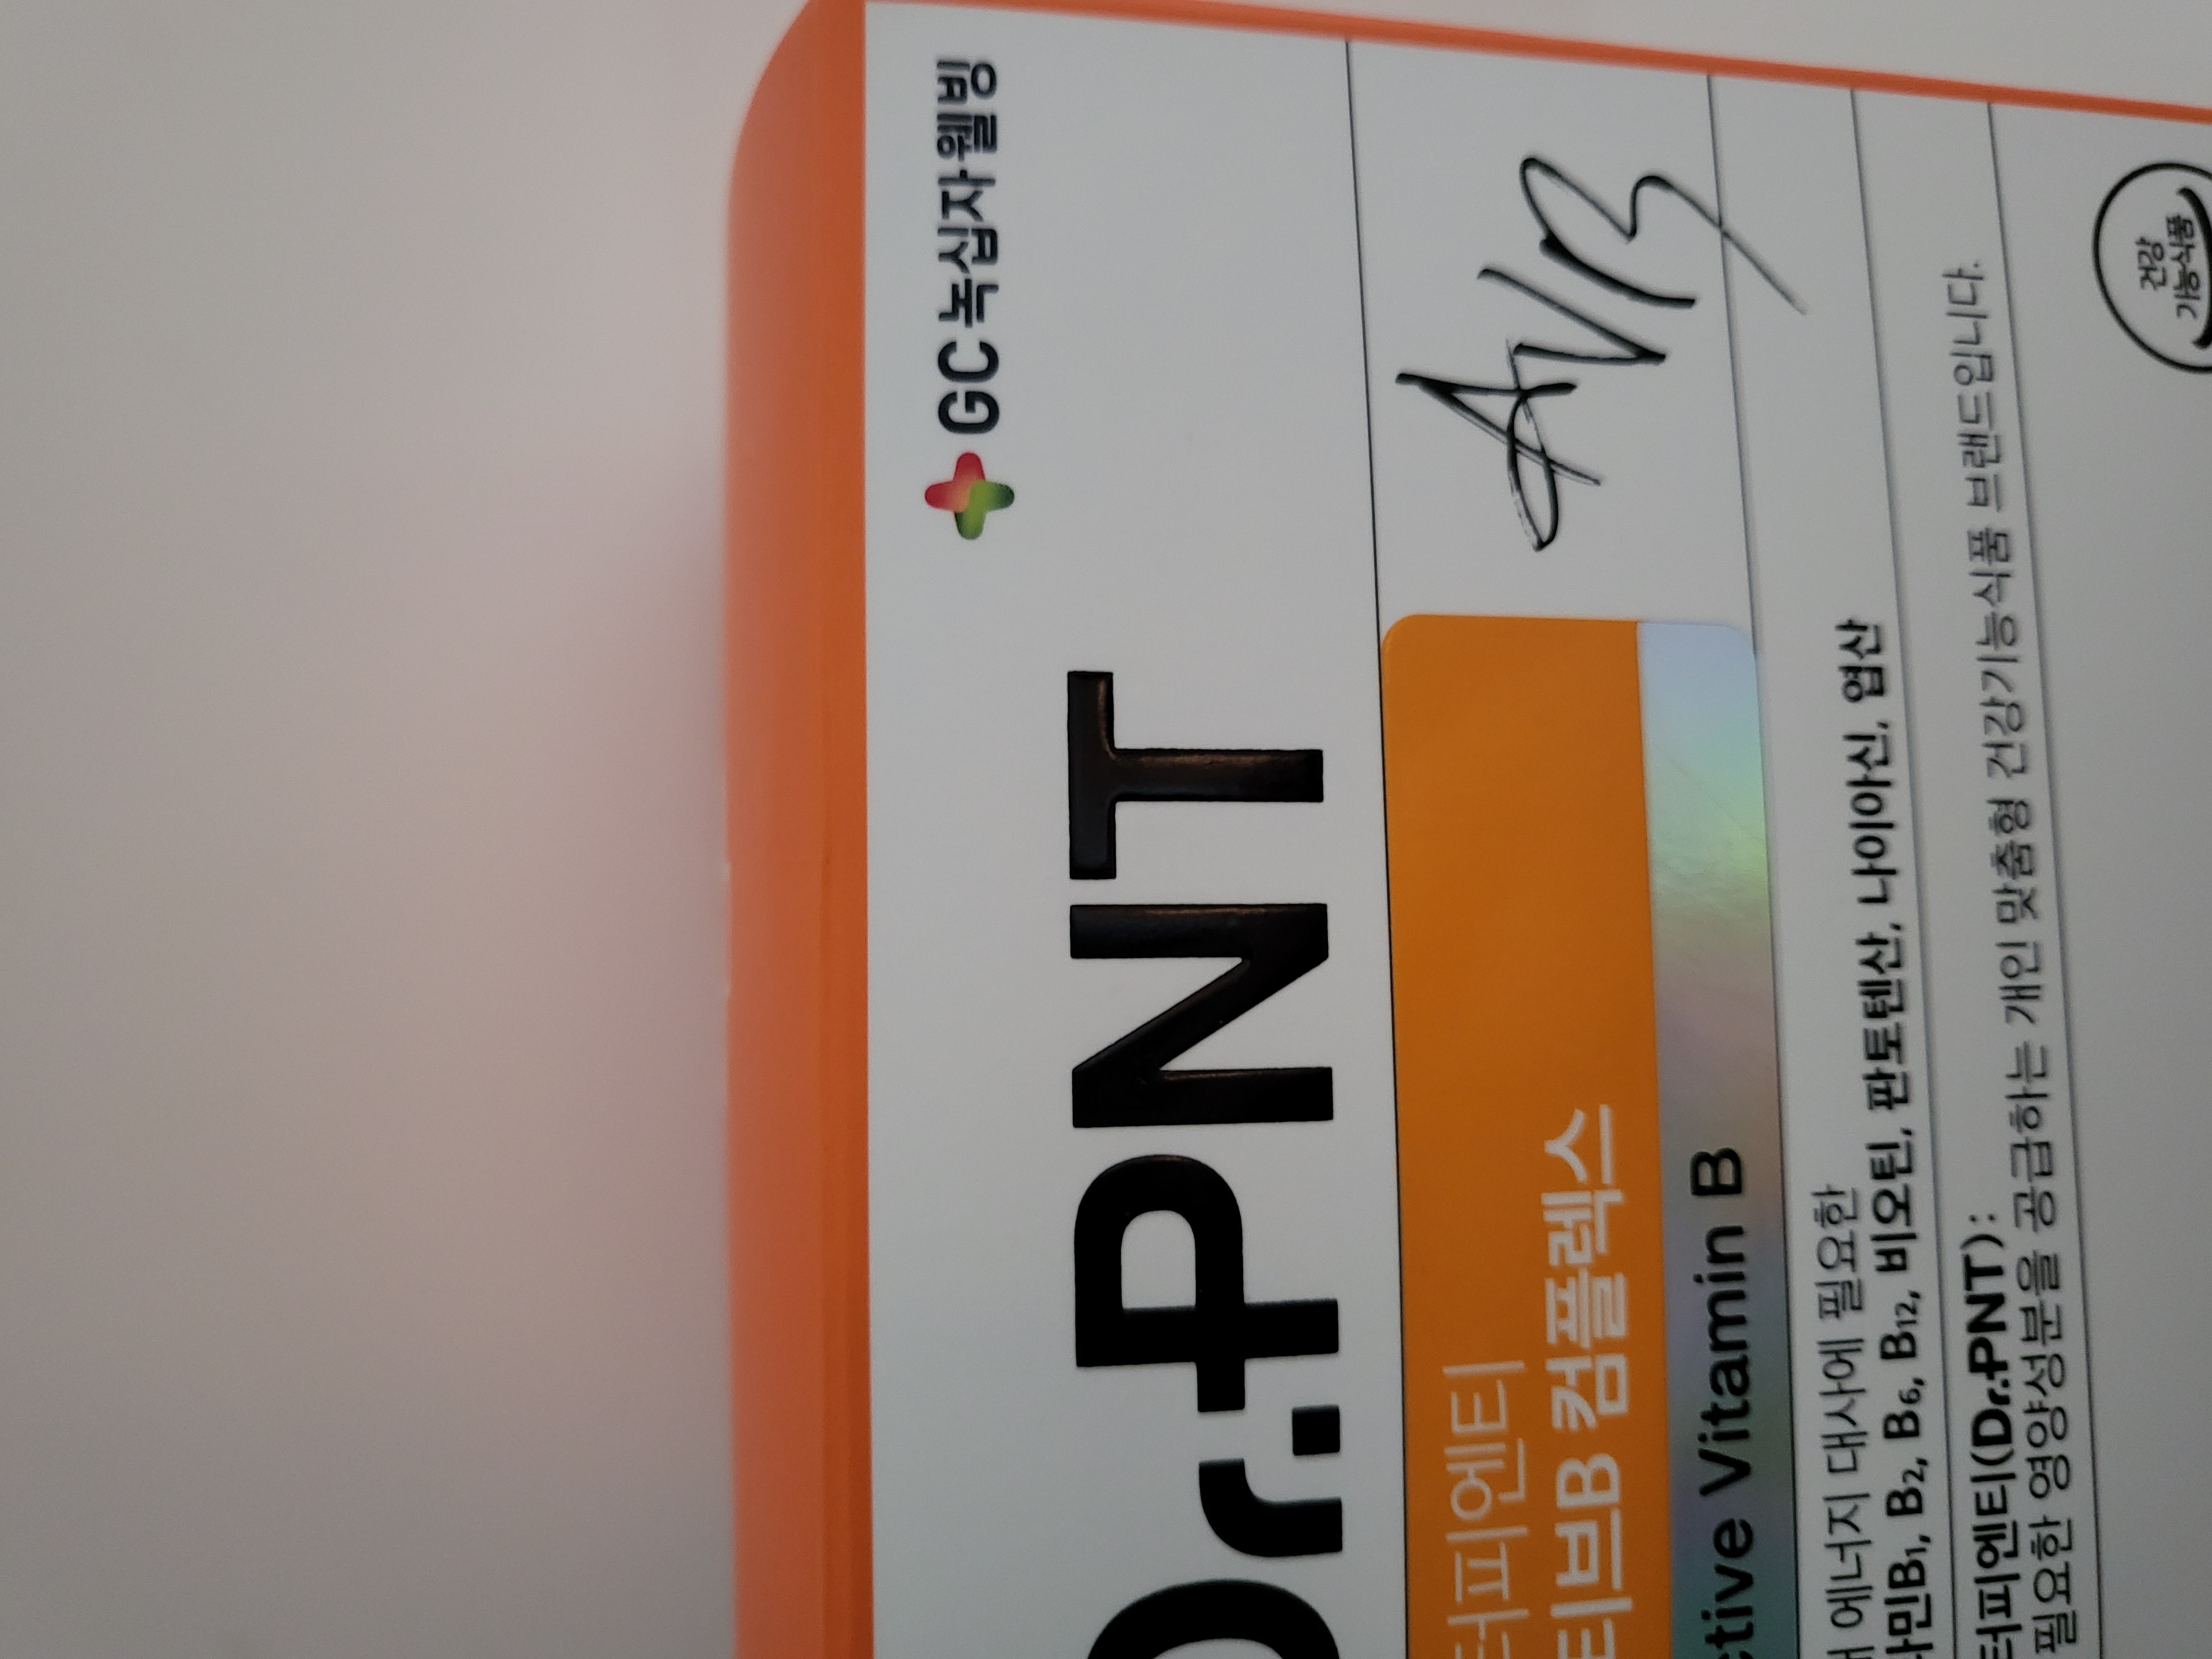 GC 녹십자웰빙
Dr.PNT
터피엔티
티브B 컴플렉스
AVB
ctive Vitamin B
에너지 대사에 필요한
민B₁, B₂, B₆, B₁₂, 비오틴, 판토텐산, 나이아신, 엽산
터피엔티(Dr.PNT):
필요한 영양성분을 공급하는 개인 맞춤형 건강기능식품 브랜드입니다.
건강
기능식품